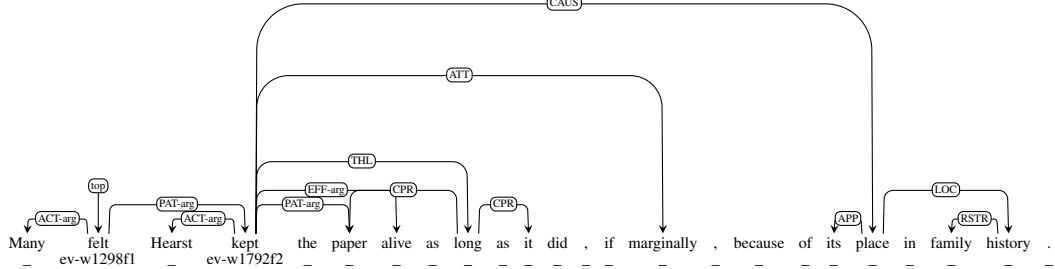 CAUS
ATT
THL
top EFF-arg CPR
PAT-arg PAT-arg CPR LOC
ACT-arg ACT-arg APP RSTR
Many felt Hearst kept the paper alive as long as it did , if marginally , because of its place in family history .
_ ev-w1298f1 _ ev-w1792f2 _ _ _ _ _ _ _ _ _ _ _ _ _ _ _ _ _ _ _ _